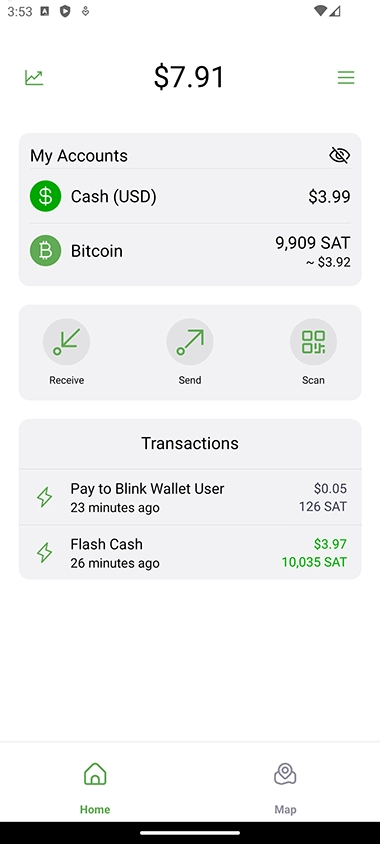 3:53
$7.91
My Accounts
Cash (USD) $3.99
Bitcoin 9,909 SAT
~ $3.92
Receive Send Scan
Transactions
Pay to Blink Wallet User $0.05
23 minutes ago 126 SAT
Flash Cash $3.97
26 minutes ago 10,035 SAT
Home Map